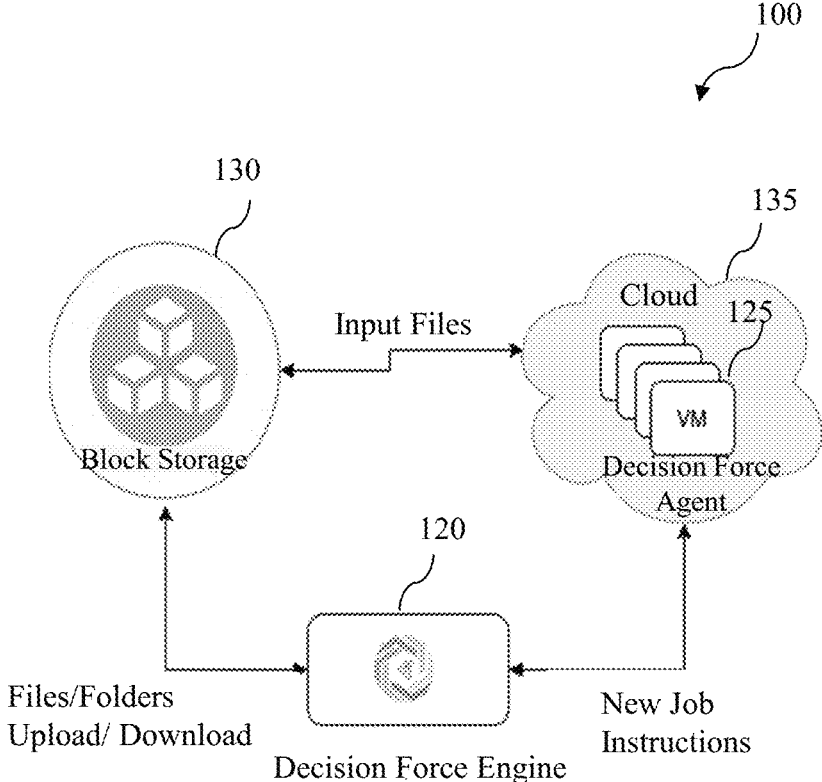 100
130
135
Cloud
125
Input Files
VM
Block Storage
Decision Force
Agent
120
Files/Folders
Upload/ Download
New Job
Instructions
Decision Force Engine